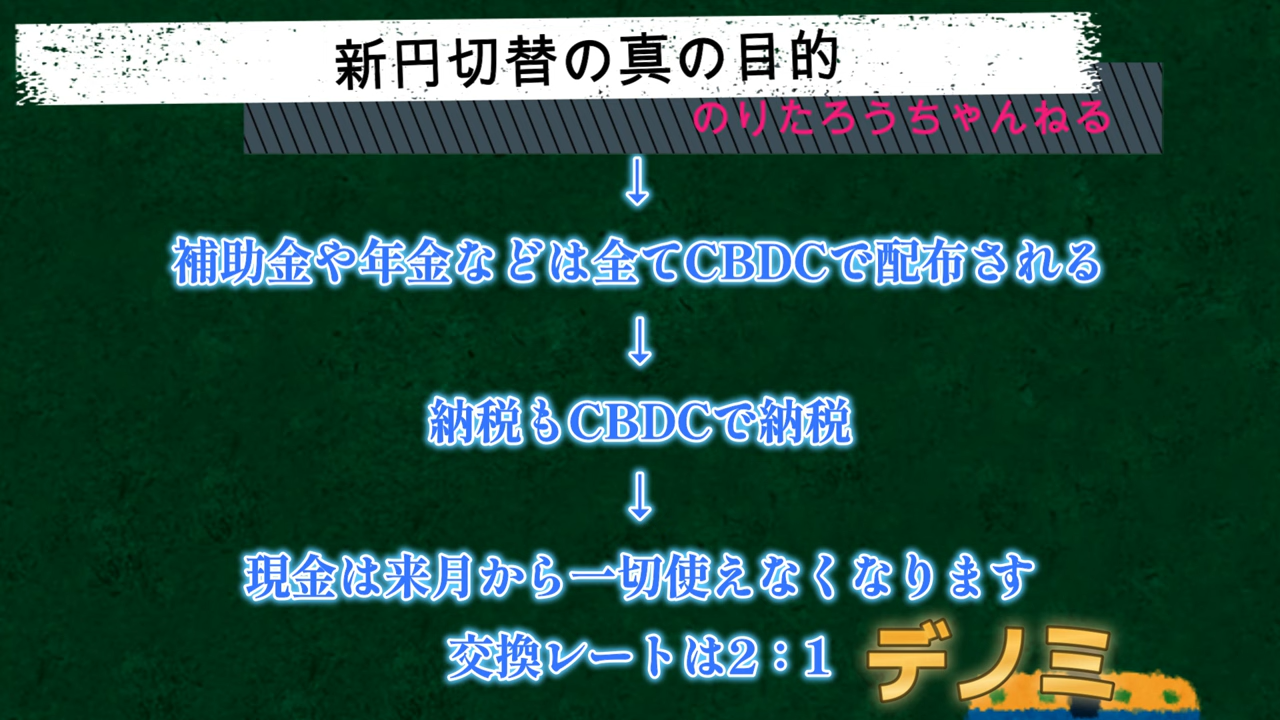 新円切替の真の目的
のりたろうちゃんねる
↓
補助金や年金などは全てCBDCで配布される
↓
納税もCBDCで納税
↓
現金は来月から一切使えなくなります
交換レートは2：1
デノミ